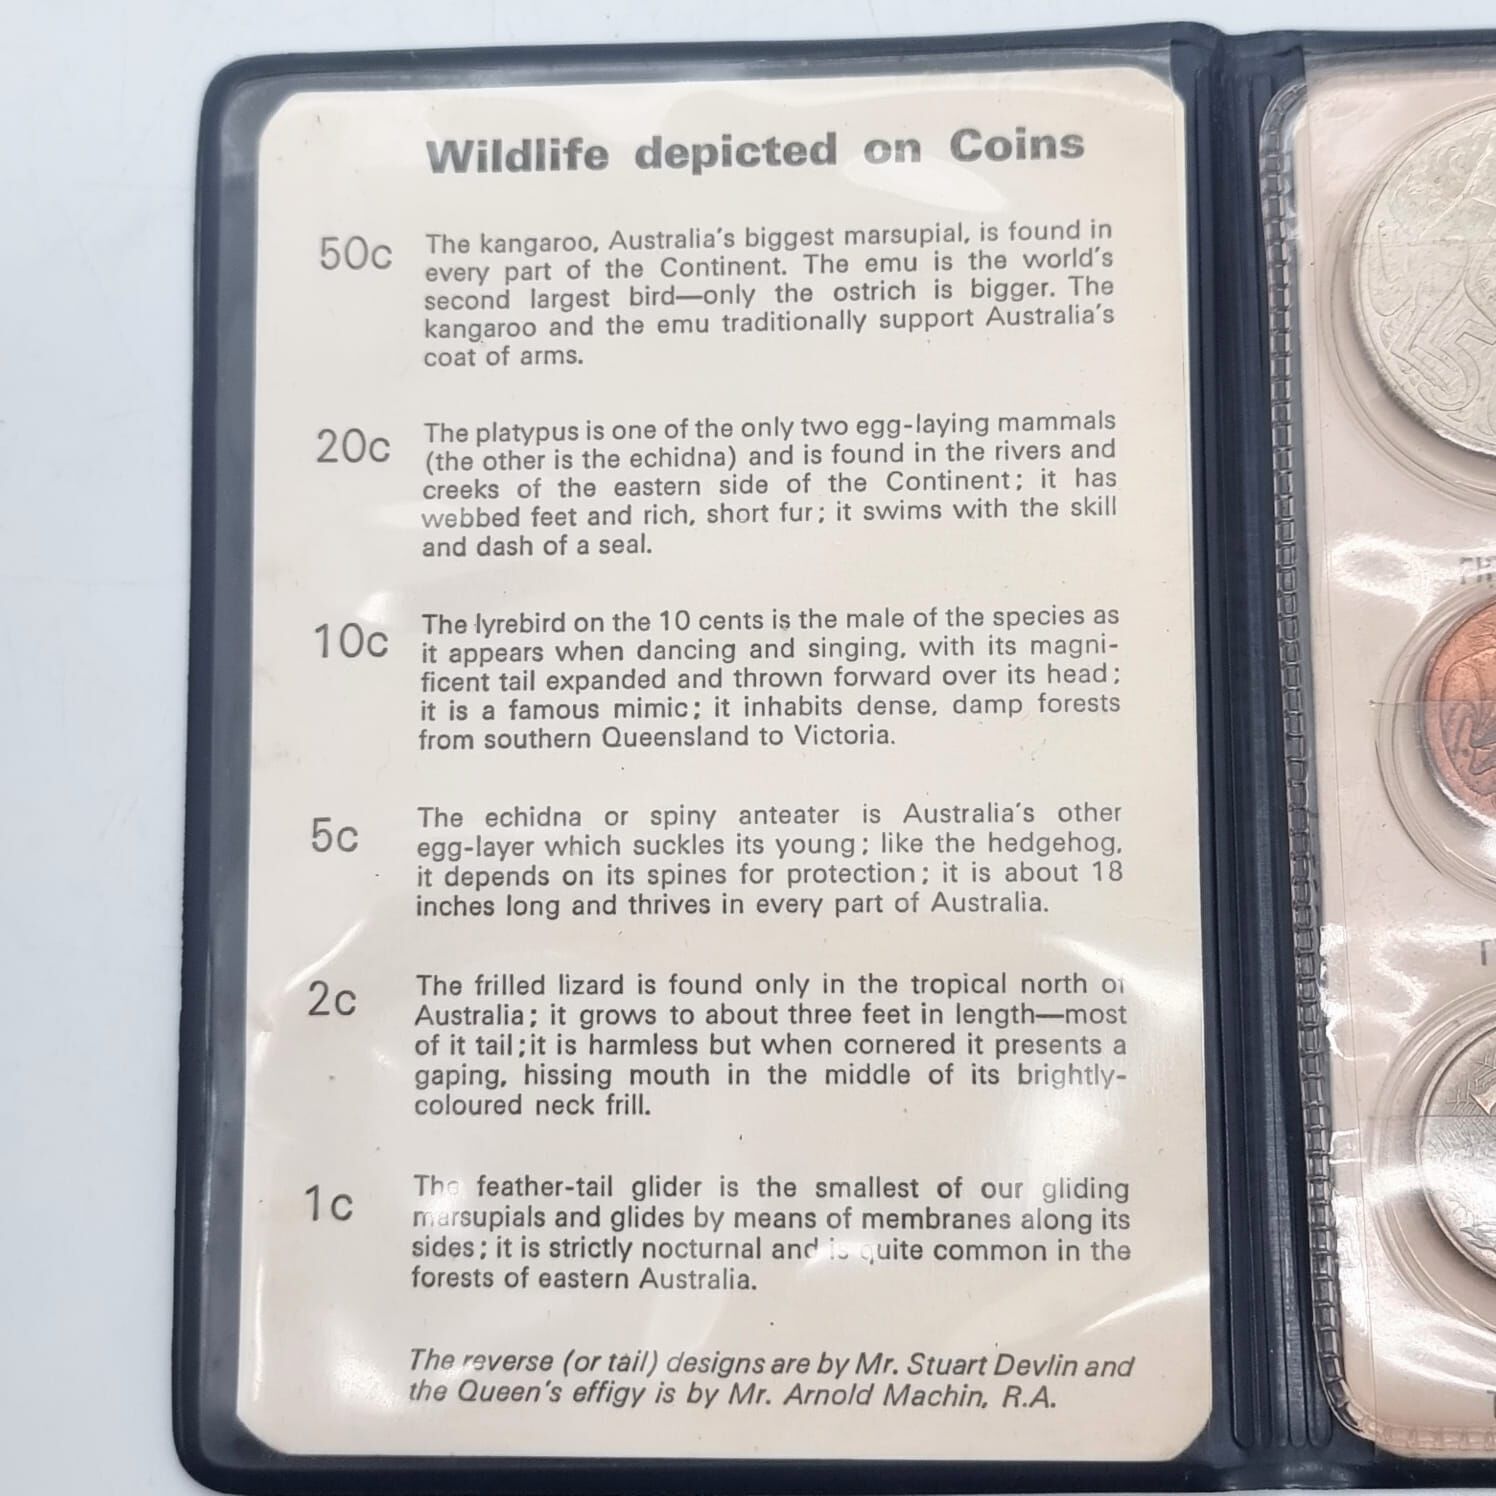 Wildlife depicted on Coins
50c
The kangaroo, Australia's biggest marsupial, is found in
every part of the Continent. The emu is the world's
second largest bird—only the ostrich is bigger. The
kangaroo and the emu traditionally support Australia's
coat of arms.
20c
The platypus is one of the only two egg-laying mammals
(the other is the echidna) and is found in the rivers and
creeks of the eastern side of the Continent; it has
webbed feet and rich, short fur; it swims with the skill
and dash of a seal.
10c
The lyrebird on the 10 cents is the male of the species as
it appears when dancing and singing, with its magni-
ficent tail expanded and thrown forward over its head;
it is a famous mimic; it inhabits dense, damp forests
from southern Queensland to Victoria.
5c
The echidna or spiny anteater is Australia's other
egg-layer which suckles its young; like the hedgehog,
it depends on its spines for protection; it is about 18
inches long and thrives in every part of Australia.
2c
The frilled lizard is found only in the tropical north of
Australia; it grows to about three feet in length—most
of it tail; it is harmless but when cornered it presents a
gaping, hissing mouth in the middle of its brightly-
coloured neck frill.
1c
The feather-tail glider is the smallest of our gliding
marsupials and glides by means of membranes along its
sides; it is strictly nocturnal and is quite common in the
forests of eastern Australia.
The reverse (or tail) designs are by Mr. Stuart Devlin and
the Queen's effigy is by Mr. Arnold Machin, R.A.